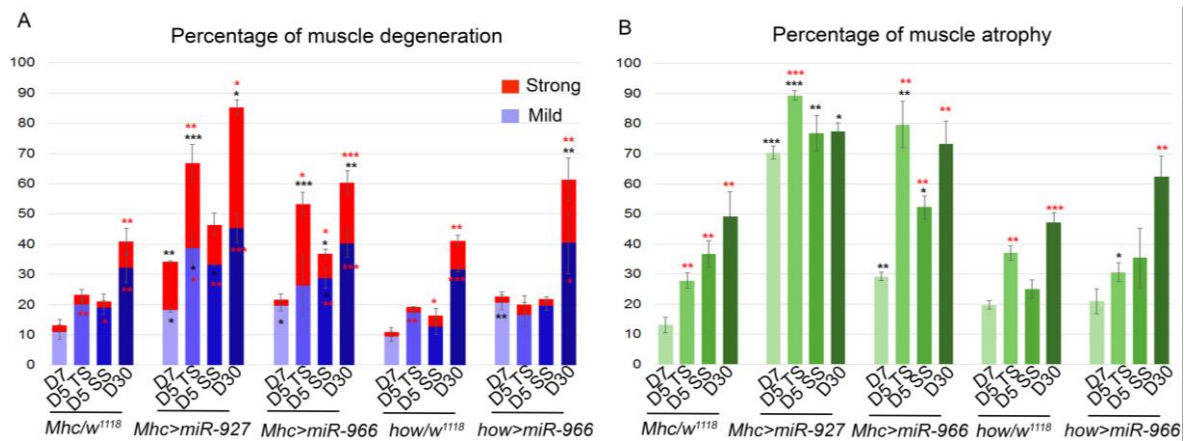 A
Percentage of muscle degeneration
100
90
80
70
60
50
40
30
20
10
0
Strong
Mild
* *
** ***
* *
* ***
*** **
** **
** **
** * * * ** * *** * ** *** ** * *** ** *
* **
D7 D5 TS D5 SS D30 D7 D5 TS D5 SS D30 D7 D5 TS D5 SS D30 D7 D5 TS D5 SS D30 D7 D5 TS D5 SS D30
Mhc/w1118 Mhc>miR-927 Mhc>miR-966 how/w1118 how>miR-966
B
Percentage of muscle atrophy
100
90
80
70
60
50
40
30
20
10
0
** ** ** *** *** *** ** * ** ** ** ** * ** ** *** * **
D7 D5 TS D5 SS D30 D7 D5 TS D5 SS D30 D7 D5 TS D5 SS D30 D7 D5 TS D5 SS D30 D7 D5 TS D5 SS D30
Mhc/w1118 Mhc>miR-927 Mhc>miR-966 how/w1118 how>miR-966